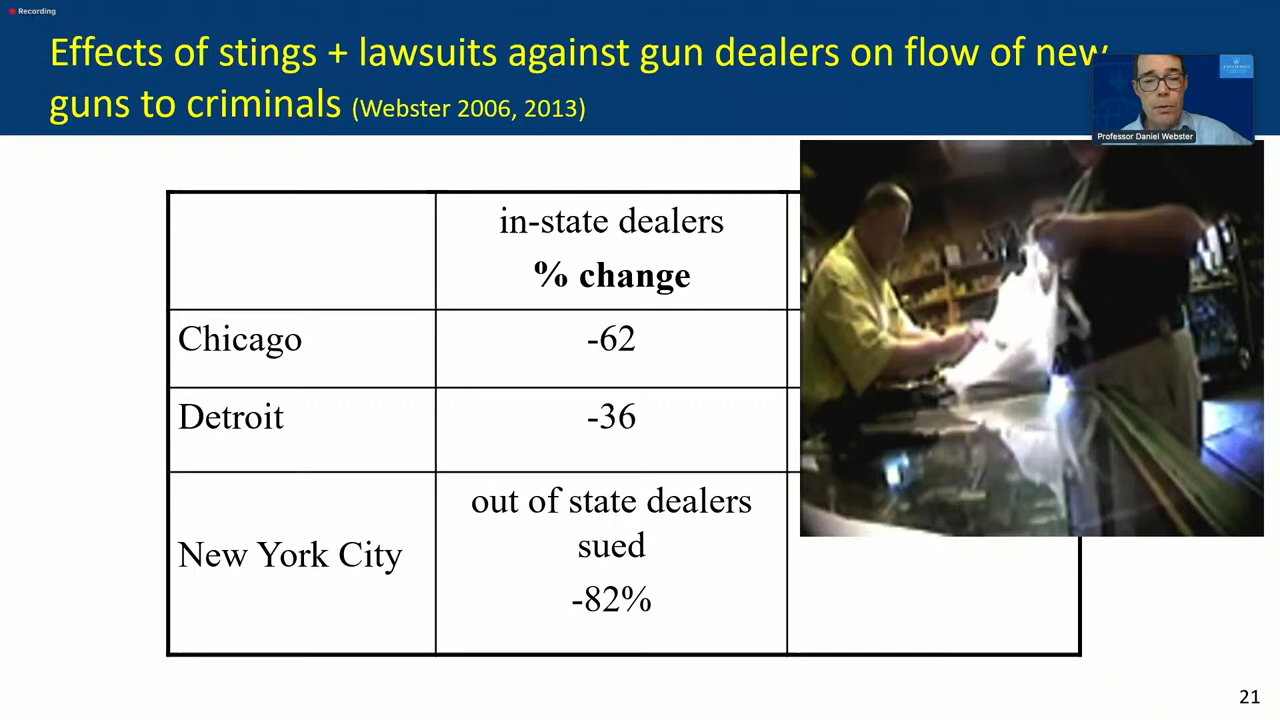 Recording
Effects of stings + lawsuits against gun dealers on flow of new
guns to criminals (Webster 2006, 2013)
Professor Daniel Webster
in-state dealers
% change
Chicago
-62
Detroit
-36
New York City
out of state dealers
sued
-82%
21